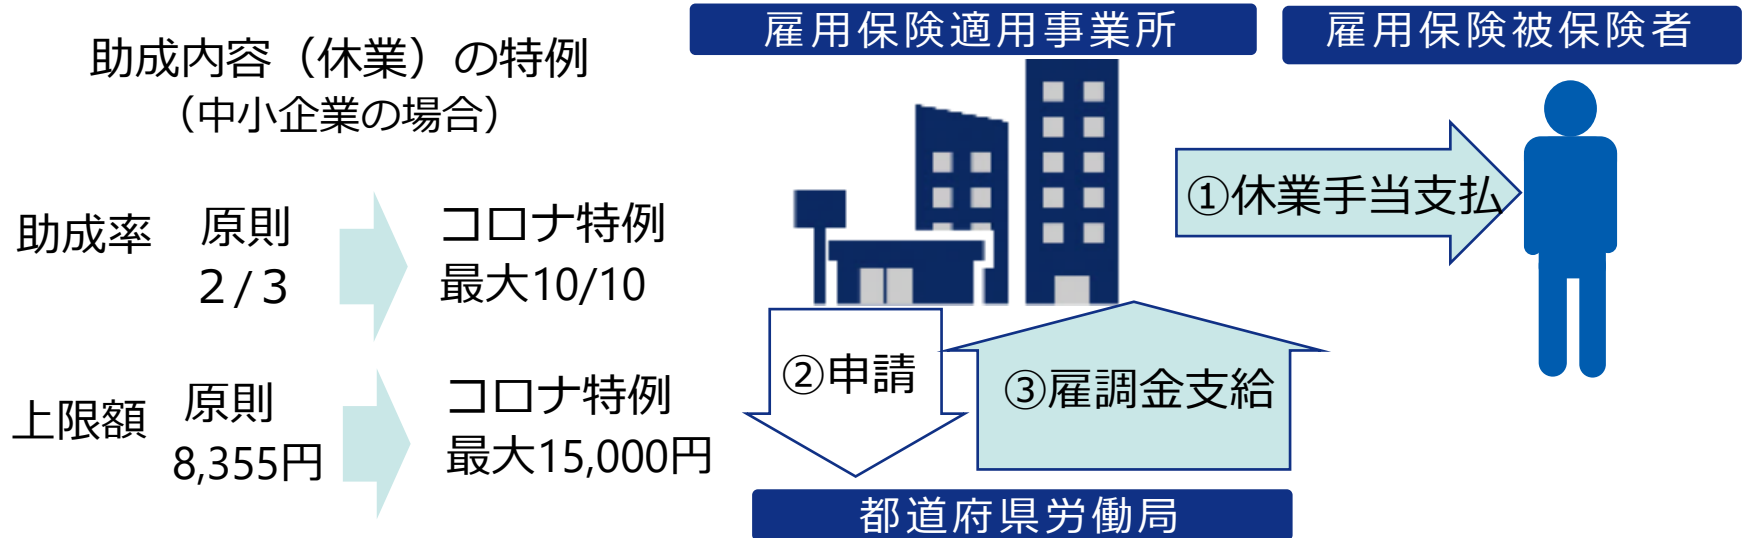 助成内容（休業）の特例
（中小企業の場合）
助成率
原則
２/３
コロナ特例
最大10/10
上限額
原則
8,355円
コロナ特例
最大15,000円
雇用保険適用事業所
雇用保険被保険者
①休業手当支払
②申請
③雇調金支給
都道府県労働局